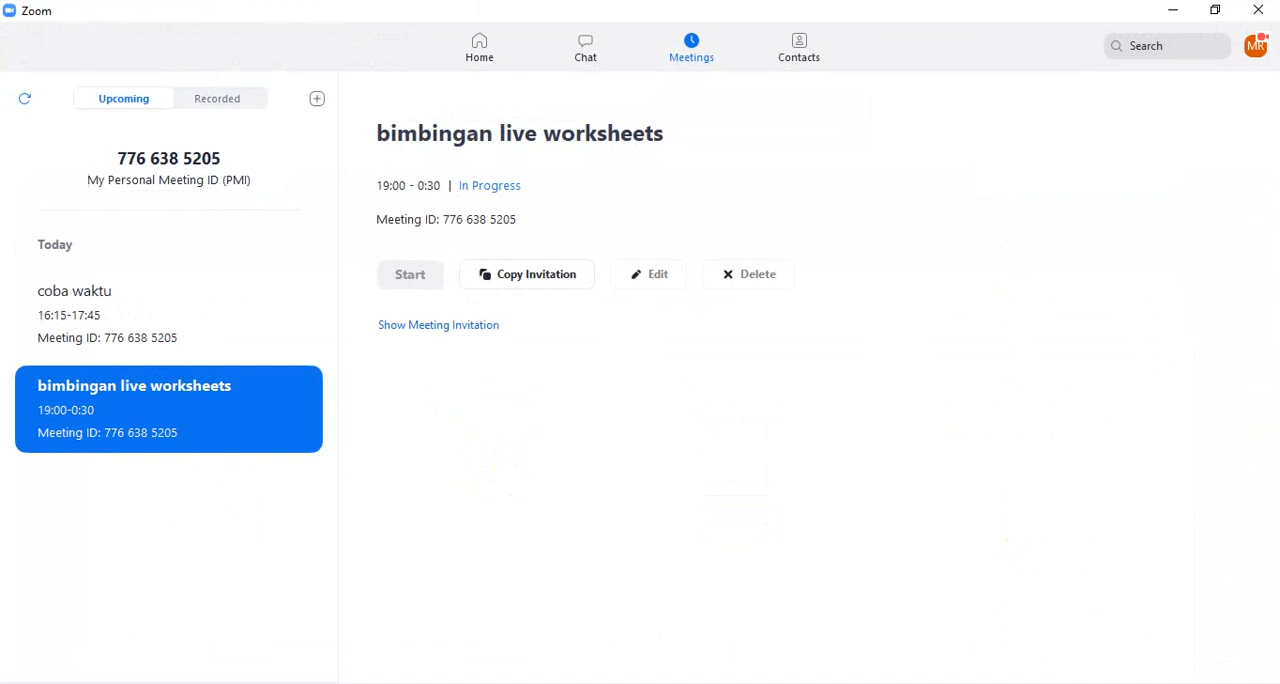 Zoom
Home
Chat
Meetings
Contacts
Search
MR
Upcoming
Recorded
776 638 5205
My Personal Meeting ID (PMI)
Today
coba waktu
16:15-17:45
Meeting ID: 776 638 5205
bimbingan live worksheets
19:00-0:30
Meeting ID: 776 638 5205
bimbingan live worksheets
19:00 - 0:30 | In Progress
Meeting ID: 776 638 5205
Start
Copy Invitation
Edit
Delete
Show Meeting Invitation